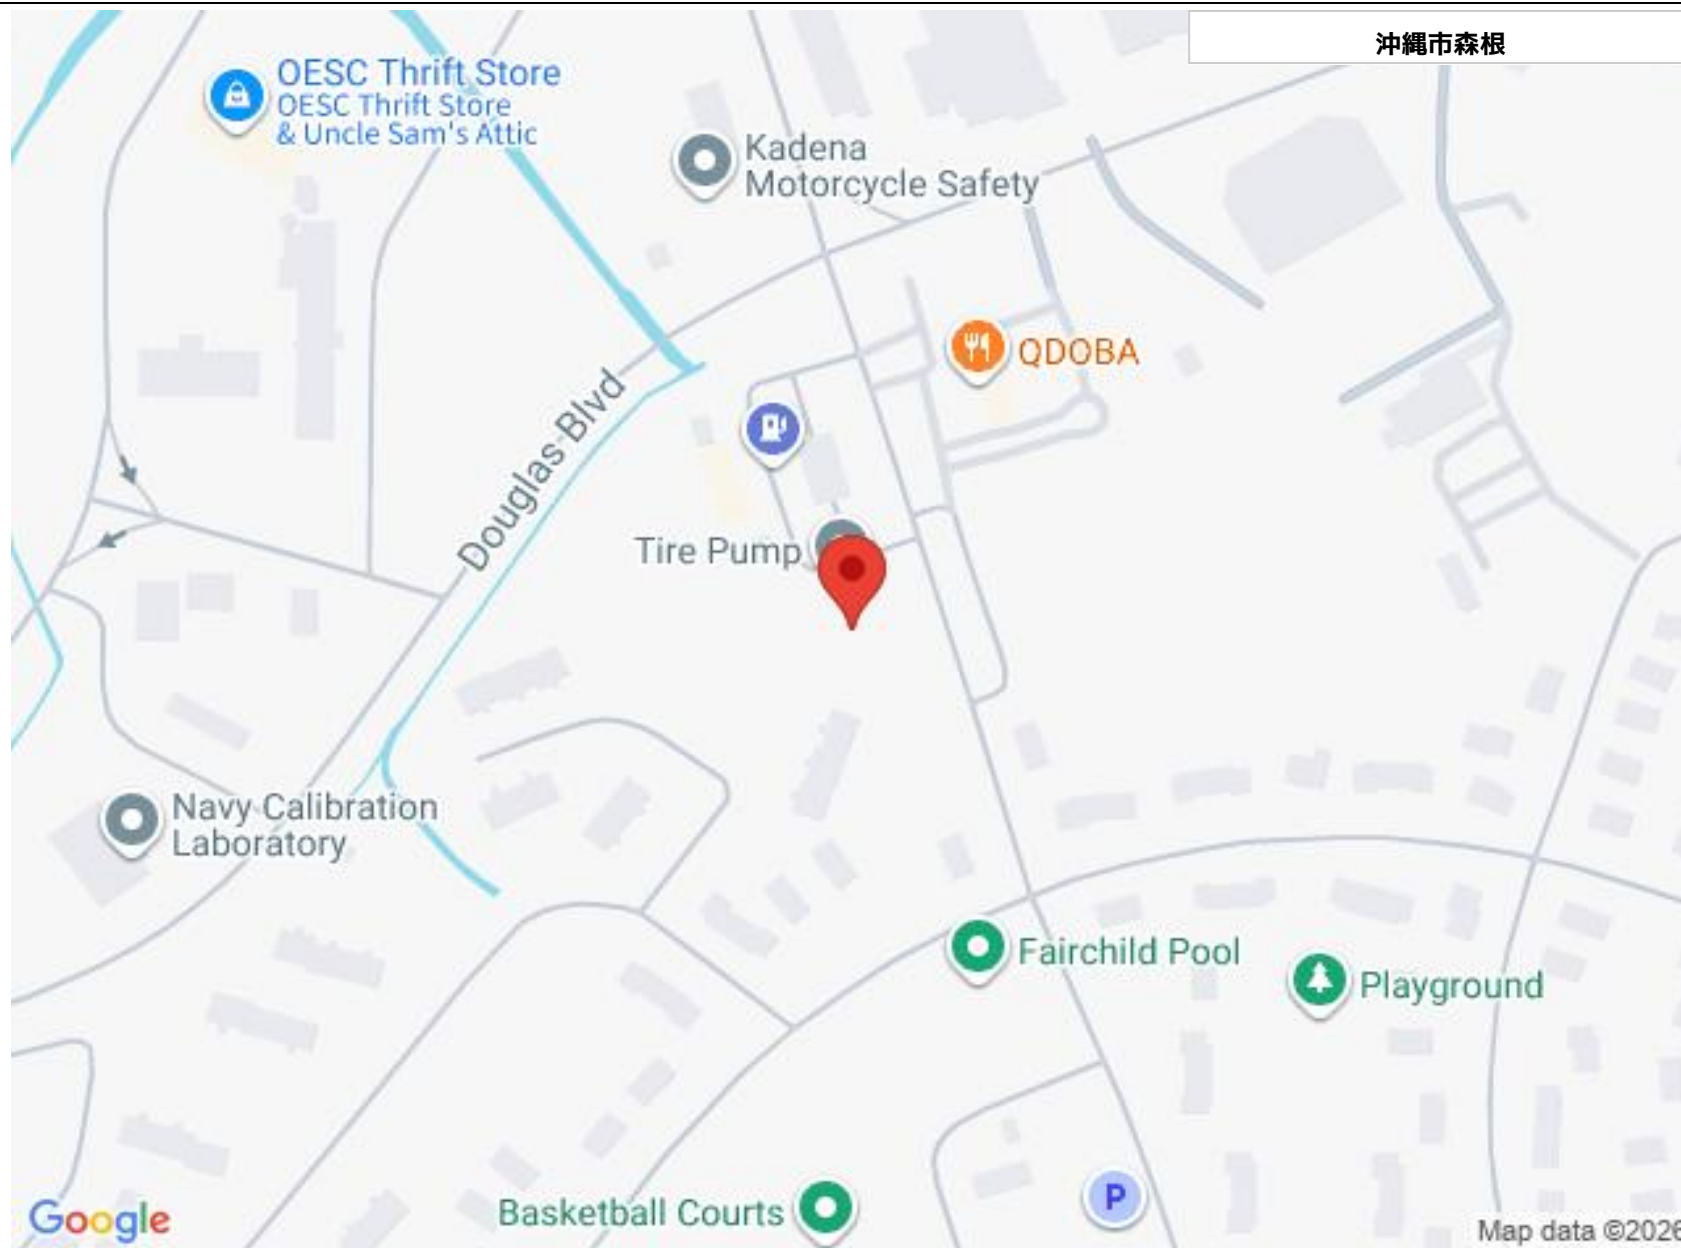 沖縄市森根
OESC Thrift Store
OESC Thrift Store
& Uncle Sam's Attic
Kadena
Motorcycle Safety
QDOBA
Douglas Blvd
Tire Pump
Navy Calibration
Laboratory
Fairchild Pool
Playground
Basketball Courts
P
Google
Map data ©2026